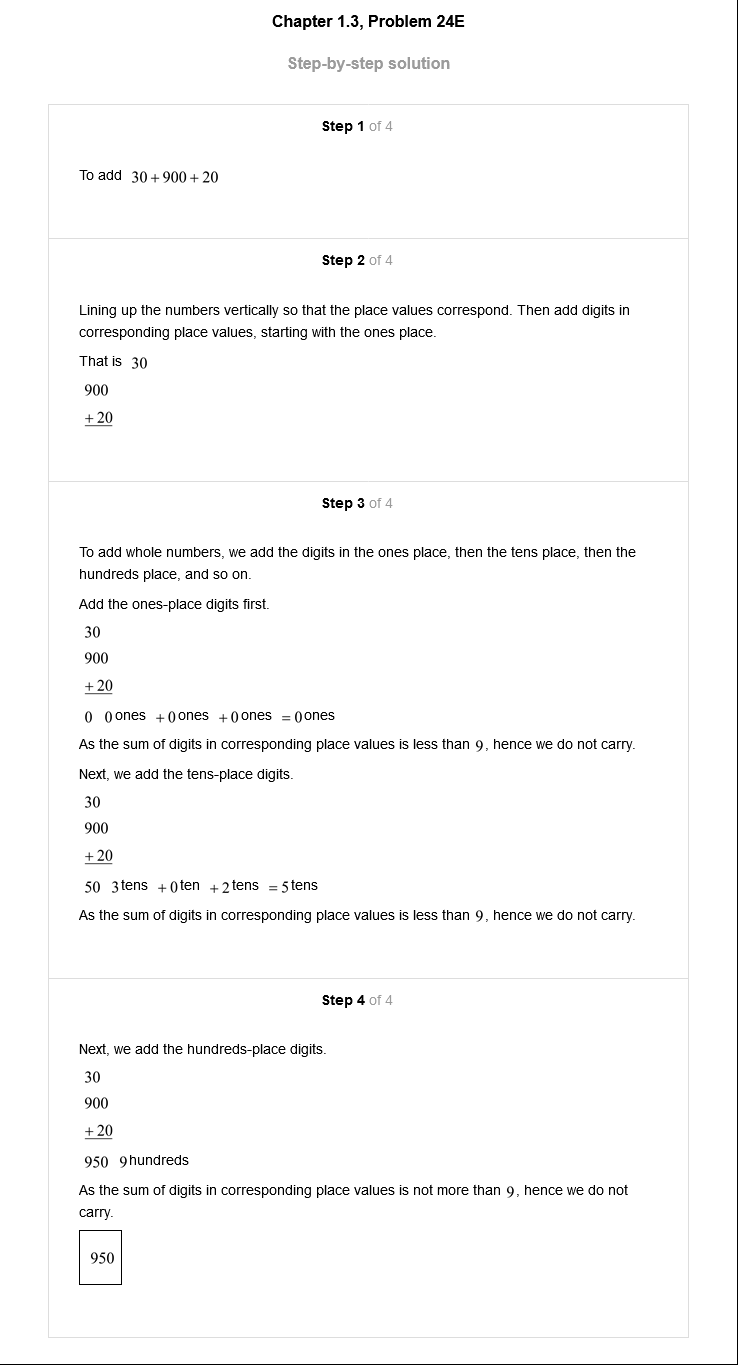 Chapter 1.3, Problem 24E
Step-by-step solution
Step 1 of 4
To add 30+900+20
Step 2 of 4
Lining up the numbers vertically so that the place values correspond. Then add digits in
corresponding place values, starting with the ones place.
That is 30
900
+20
Step 3 of 4
To add whole numbers, we add the digits in the ones place, then the tens place, then the
hundreds place, and so on.
Add the ones-place digits first.
30
900
+20
0 0 ones +0 ones +0 ones =0 ones
As the sum of digits in corresponding place values is less than 9, hence we do not carry.
Next, we add the tens-place digits.
30
900
+20
50 3 tens +0 ten +2 tens =5 tens
As the sum of digits in corresponding place values is less than 9, hence we do not carry.
Step 4 of 4
Next, we add the hundreds-place digits.
30
900
+20
950 9 hundreds
As the sum of digits in corresponding place values is not more than 9, hence we do not
carry.
950